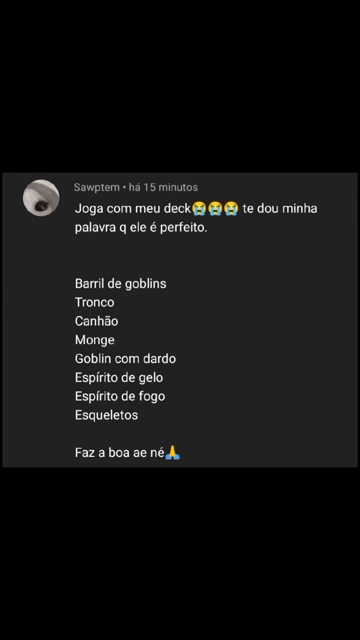 Sawptem • há 15 minutos
Joga com meu deck😭😭😭 te dou minha
palavra q ele é perfeito.
Barril de goblins
Tronco
Canhão
Monge
Goblin com dardo
Espírito de gelo
Espírito de fogo
Esqueletos
Faz a boa ae né🙏